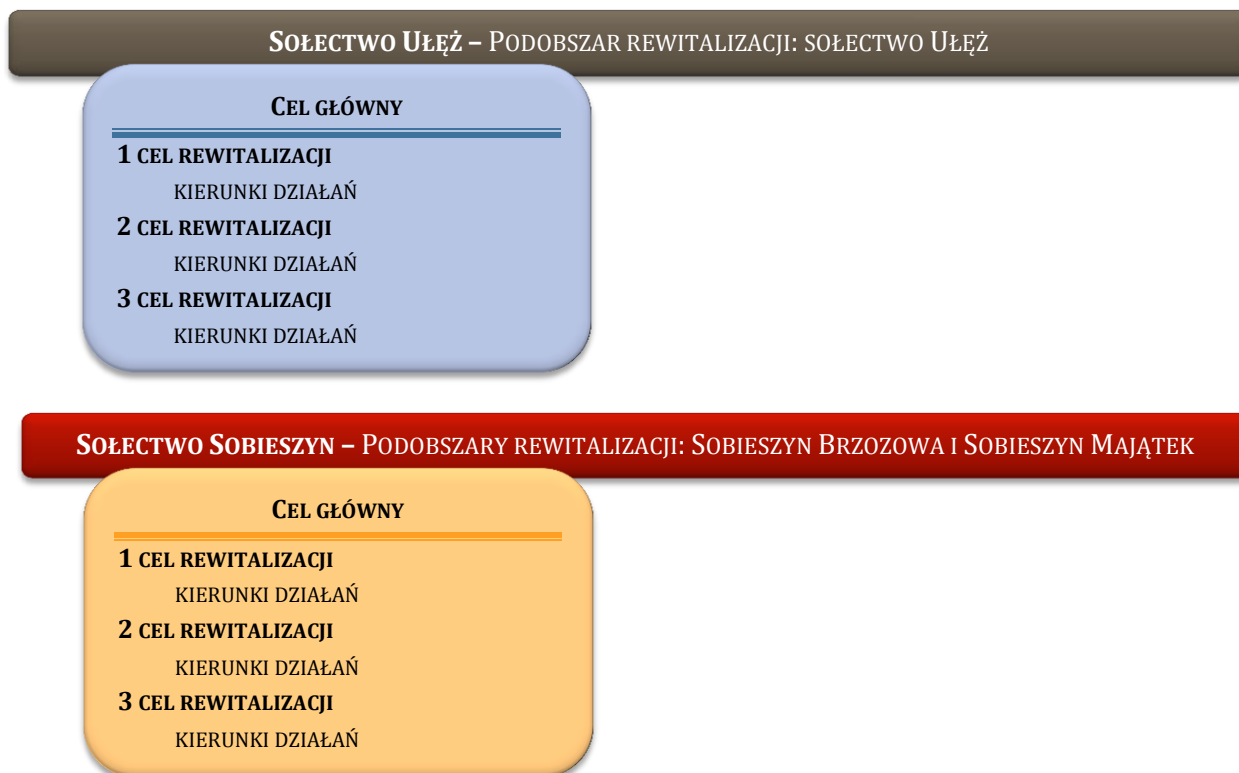 SOŁECTWO UŁĘŻ – PODOBSZAR REWITALIZACJI: SOŁECTWO UŁĘŻ
CEL GŁÓWNY
1 CEL REWITALIZACJI
KIERUNKI DZIAŁAŃ
2 CEL REWITALIZACJI
KIERUNKI DZIAŁAŃ
3 CEL REWITALIZACJI
KIERUNKI DZIAŁAŃ
SOŁECTWO SOBIESZYN – PODOBSZARY REWITALIZACJI: SOBIESZYN BRZOZOWA I SOBIESZYN MAJĄTEK
CEL GŁÓWNY
1 CEL REWITALIZACJI
KIERUNKI DZIAŁAŃ
2 CEL REWITALIZACJI
KIERUNKI DZIAŁAŃ
3 CEL REWITALIZACJI
KIERUNKI DZIAŁAŃ